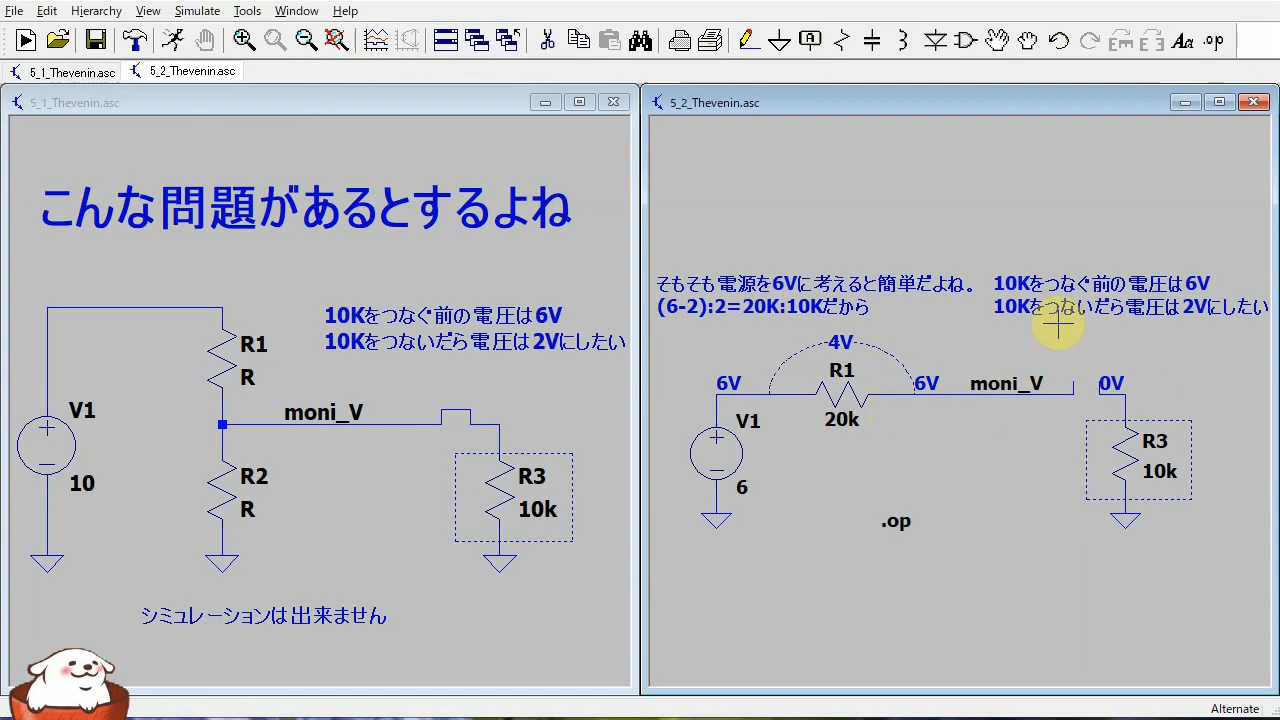 File Edit Hierarchy View Simulate Tools Window Help
.op
5_1_Thevenin.asc
5_2_Thevenin.asc
5_1_Thevenin.asc
こんな問題があるとするよね
10Kをつなぐ前の電圧は6V
10Kをつないだら電圧は2Vにしたい
R1
R
V1
10
moni_V
R2
R
R3
10k
シミュレーションは出来ません
5_2_Thevenin.asc
そもそも電源を6Vに考えると簡単だよね。
(6-2):2=20K:10Kだから
10Kをつなぐ前の電圧は6V
10Kをつないだら電圧は2Vにしたい
4V
6V
R1
6V
moni_V
0V
V1
20k
6
R3
10k
.op
Alternate